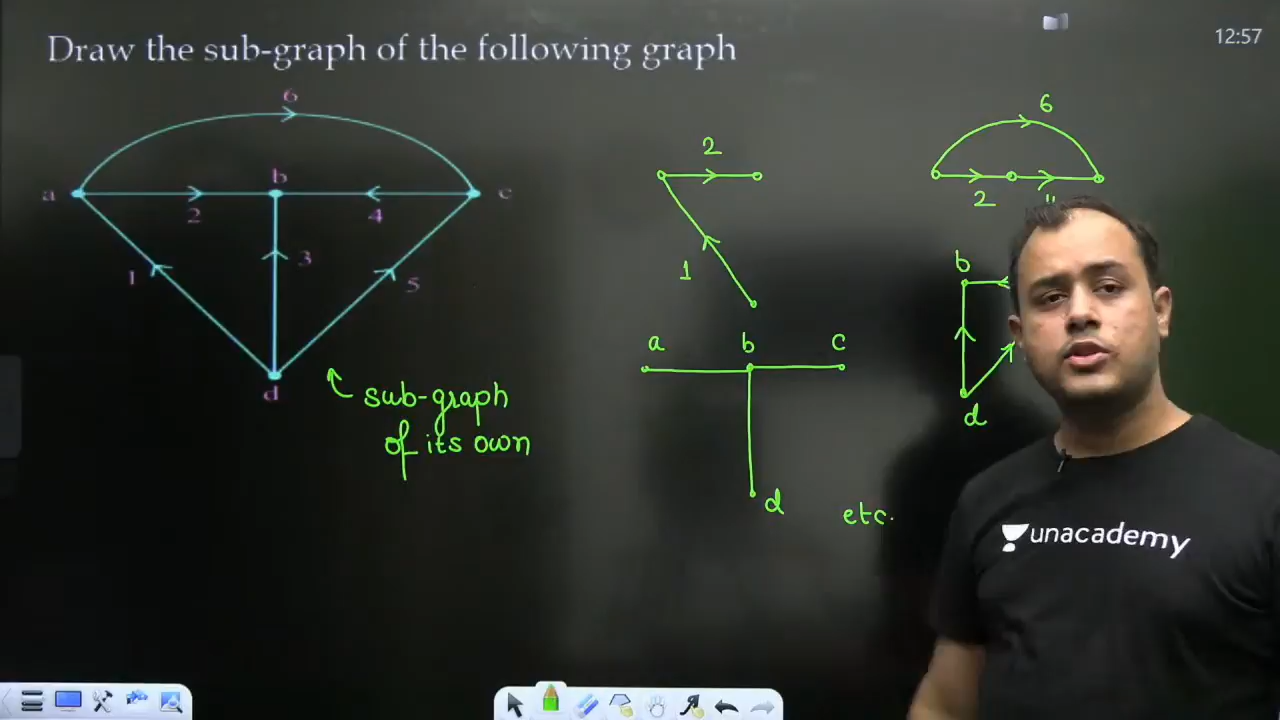 Draw the sub-graph of the following graph
12:57
6
a
b
c
2
4
1
3
5
d
sub-graph
of its own
2
1
a b c
d
etc.
6
2
b
d
unacademy